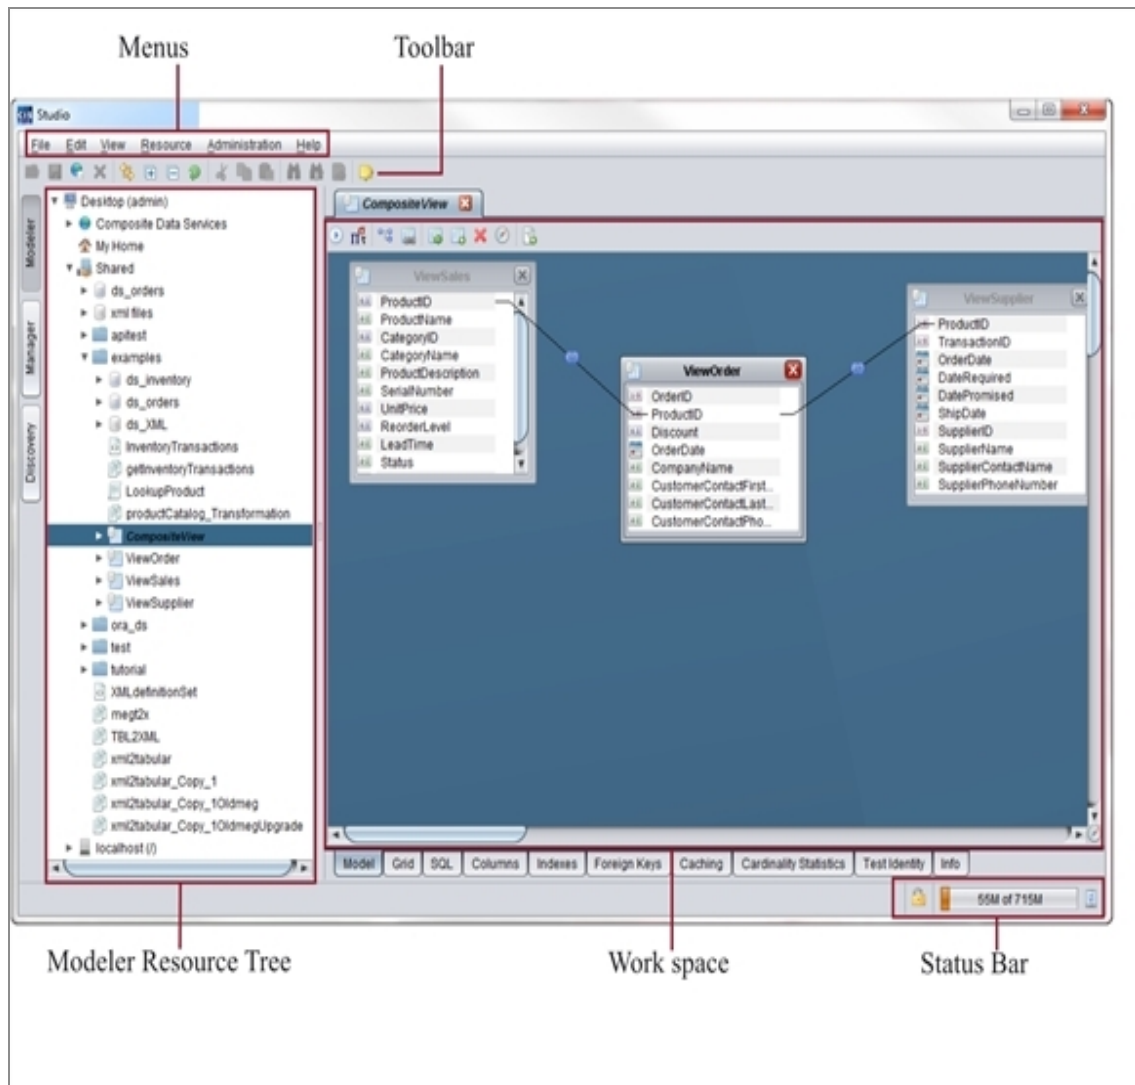 Menus
Toolbar
Studio
File Edit View Resource Administration Help
Modeler
Manager
Discovery
Desktop (admin)
Composite Data Services
My Home
Shared
ds_orders
xml files
apitest
examples
ds_inventory
ds_orders
ds_XML
InventoryTransactions
getInventoryTransactions
LookupProduct
productCatalog_Transformation
CompositeView
ViewOrder
ViewSales
ViewSupplier
ora_ds
test
tutorial
XMLdefinitionSet
megt2x
TBL2XML
xml2tabular
xml2tabular_Copy_1
xml2tabular_Copy_1Oldmeg
xml2tabular_Copy_1OldmegUpgrade
localhost (/)
CompositeView
ViewSales
ProductID
ProductName
CategoryID
CategoryName
ProductDescription
SerialNumber
UnitPrice
ReorderLevel
LeadTime
Status
ViewOrder
OrderID
ProductID
Discount
OrderDate
CompanyName
CustomerContactFirst...
CustomerContactLast...
CustomerContactPho...
ViewSupplier
ProductID
TransactionID
OrderDate
DateRequired
DatePromised
ShipDate
SupplierID
SupplierName
SupplierContactName
SupplierPhoneNumber
Model Grid SQL Columns Indexes Foreign Keys Caching Cardinality Statistics Test Identity Info
55M of 715M
Modeler Resource Tree
Work space
Status Bar